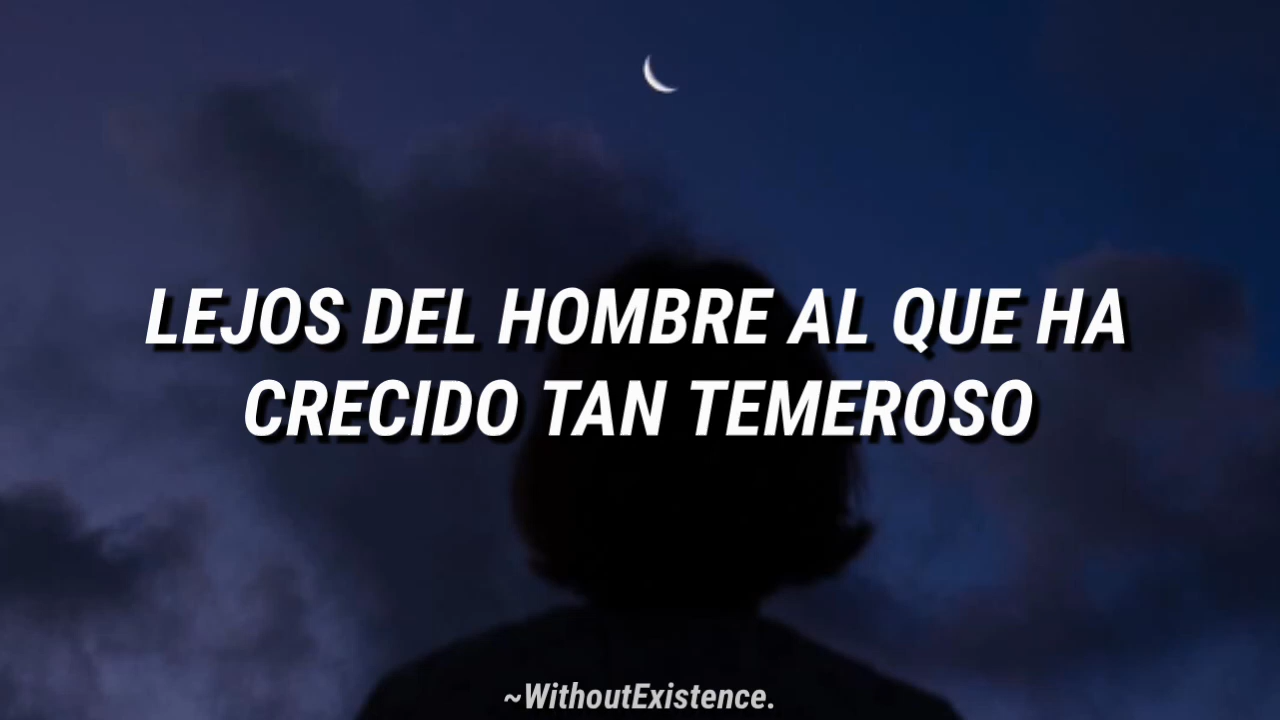 LEJOS DEL HOMBRE AL QUE HA
CRECIDO TAN TEMEROSO
~WithoutExistence.